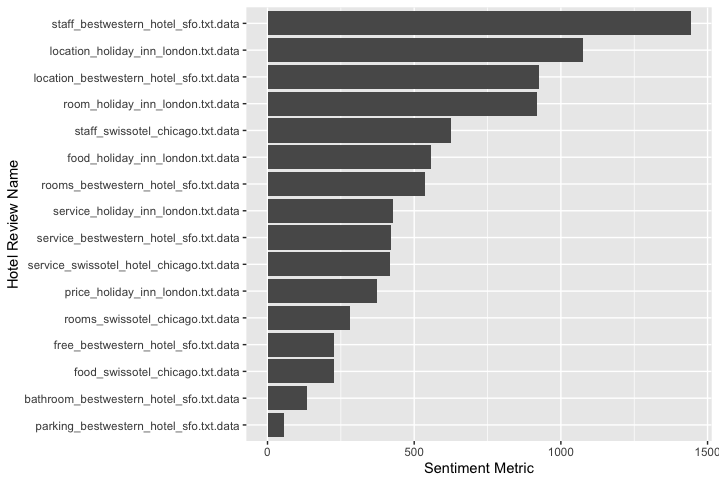 staff_bestwestern_hotel_sfo.txt.data
location_holiday_inn_london.txt.data
location_bestwestern_hotel_sfo.txt.data
room_holiday_inn_london.txt.data
staff_swissotel_chicago.txt.data
food_holiday_inn_london.txt.data
rooms_bestwestern_hotel_sfo.txt.data
service_holiday_inn_london.txt.data
service_bestwestern_hotel_sfo.txt.data
service_swissotel_hotel_chicago.txt.data
price_holiday_inn_london.txt.data
rooms_swissotel_chicago.txt.data
free_bestwestern_hotel_sfo.txt.data
food_swissotel_chicago.txt.data
bathroom_bestwestern_hotel_sfo.txt.data
parking_bestwestern_hotel_sfo.txt.data
Hotel Review Name
0 500 1000 1500
Sentiment Metric